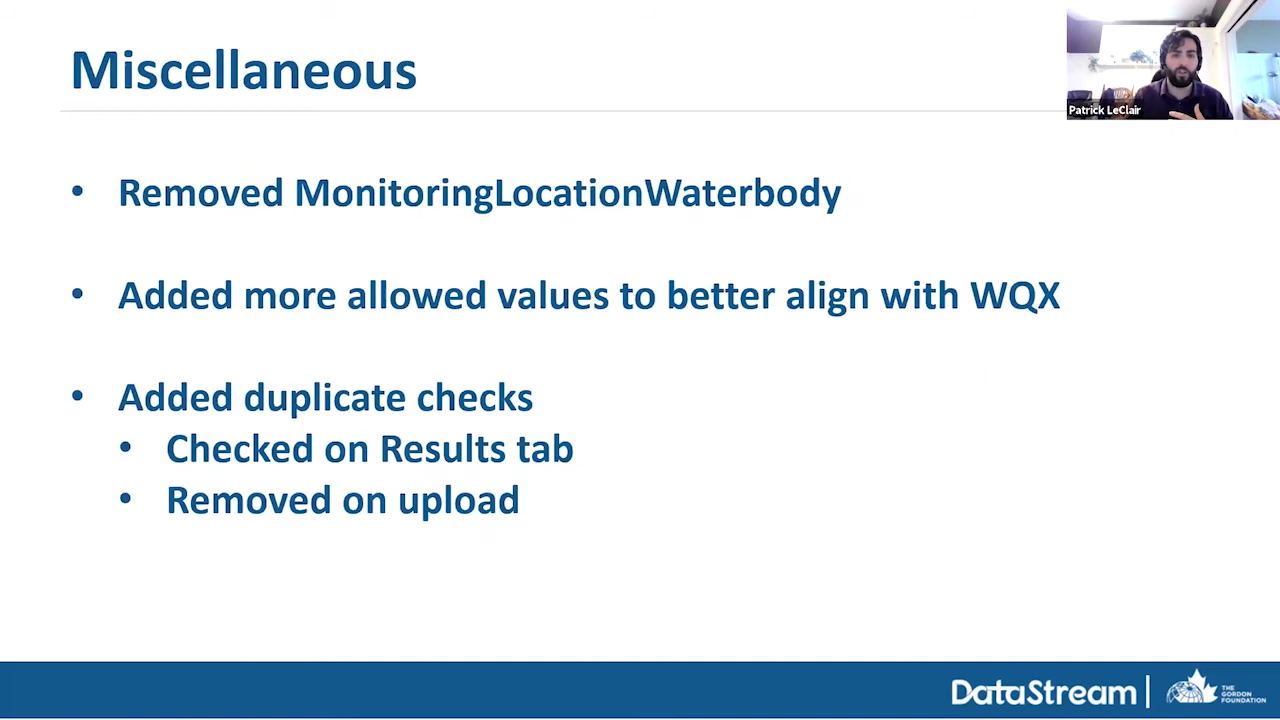 Miscellaneous
Patrick LeClair
• Removed MonitoringLocationWaterbody
• Added more allowed values to better align with WQX
• Added duplicate checks
• Checked on Results tab
• Removed on upload
DataStream
THE
GORDON
FOUNDATION